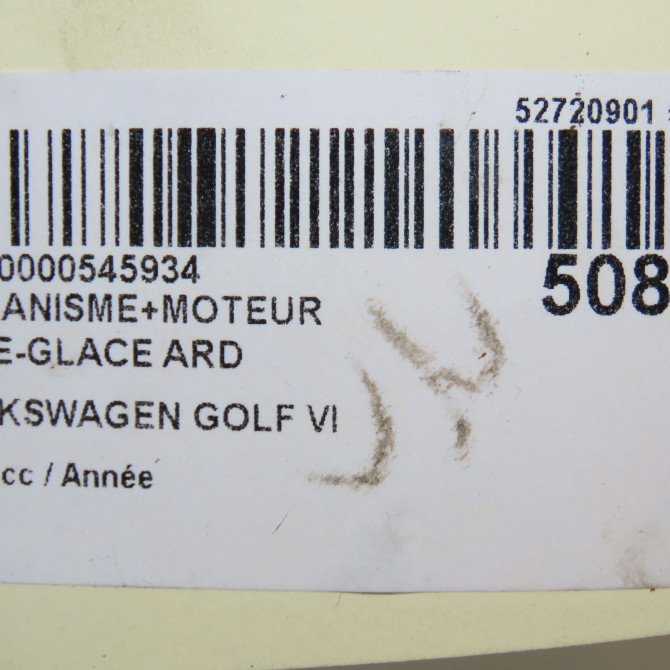 52720901
0000545934
508
ANISME+MOTEUR
E-GLACE ARD
KSWAGEN GOLF VI
cc / Année